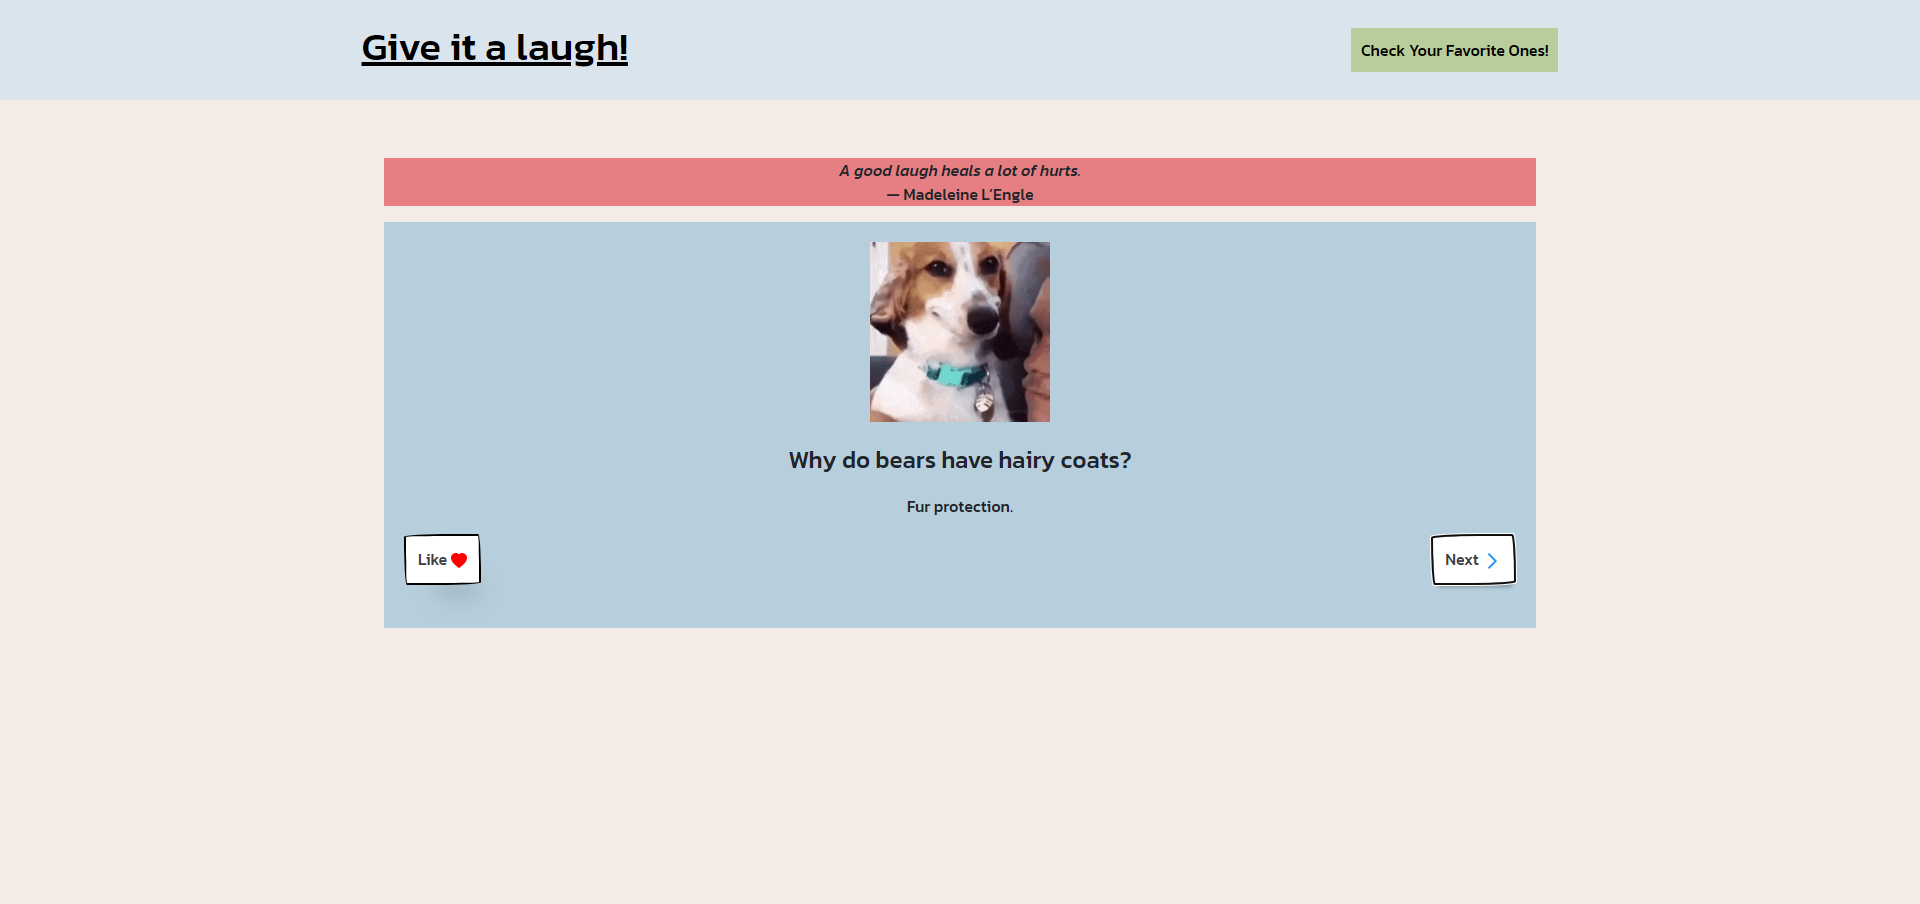 Give it a laugh!
Check Your Favorite Ones!
A good laugh heals a lot of hurts.
— Madeleine L'Engle
Why do bears have hairy coats?
Fur protection.
Like
Next